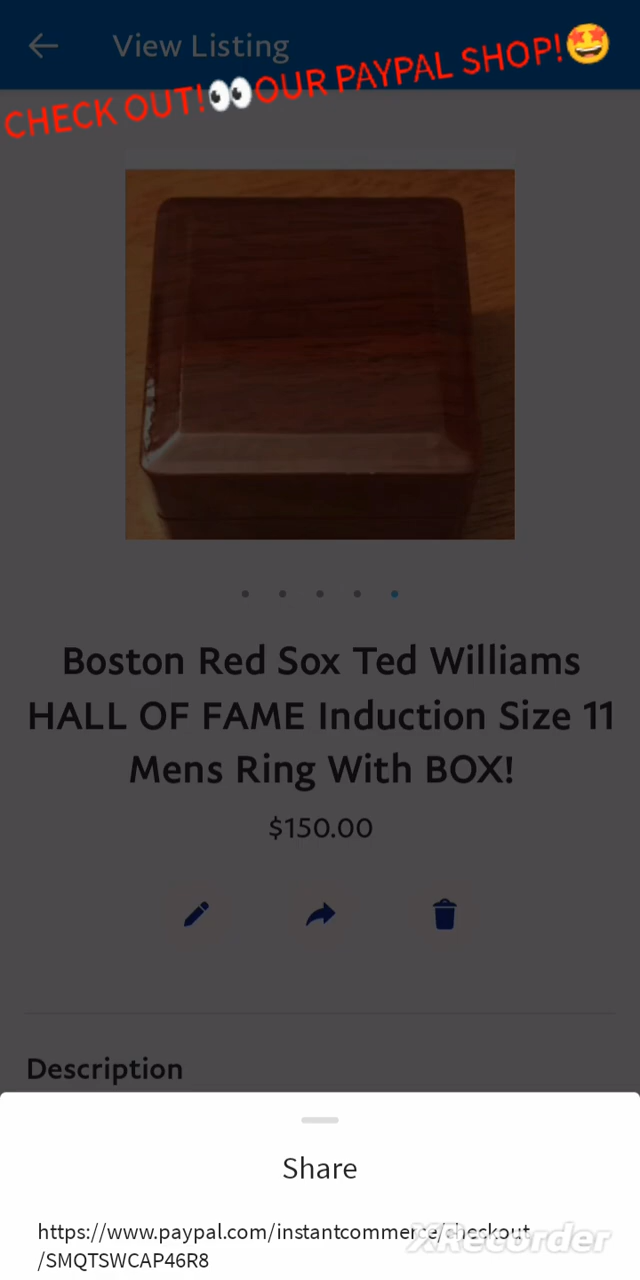 View Listing
CHECK OUT!👀OUR PAYPAL SHOP!🤩
Boston Red Sox Ted Williams
HALL OF FAME Induction Size 11
Mens Ring With BOX!
$150.00
Description
Share
https://www.paypal.com/instantcommerce/checkout
/SMQTSWCAP46R8
XRecorder